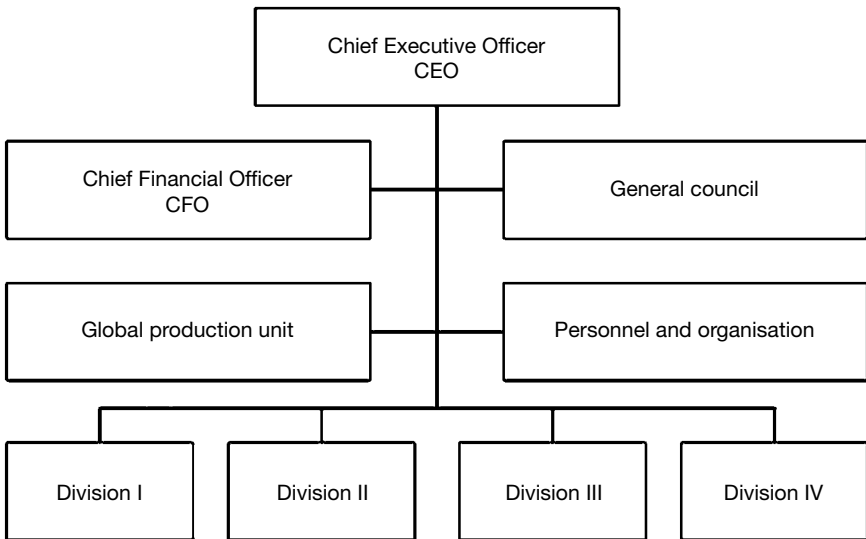 Chief Executive Officer
CEO
Chief Financial Officer
CFO
General council
Global production unit
Personnel and organisation
Division I
Division II
Division III
Division IV